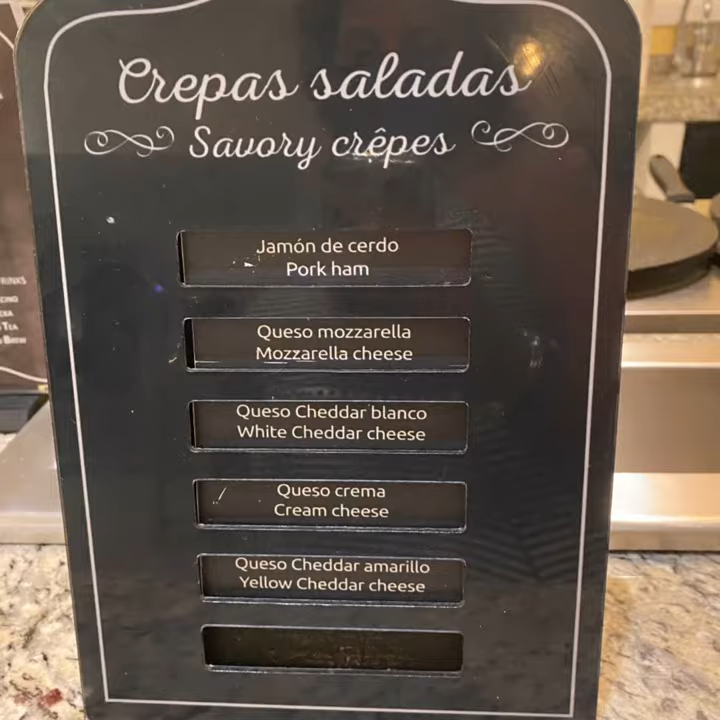 Crepas saladas
Savory crêpes
Jamón de cerdo
Pork ham
Queso mozzarella
Mozzarella cheese
Queso Cheddar blanco
White Cheddar cheese
Queso crema
Cream cheese
Queso Cheddar amarillo
Yellow Cheddar cheese